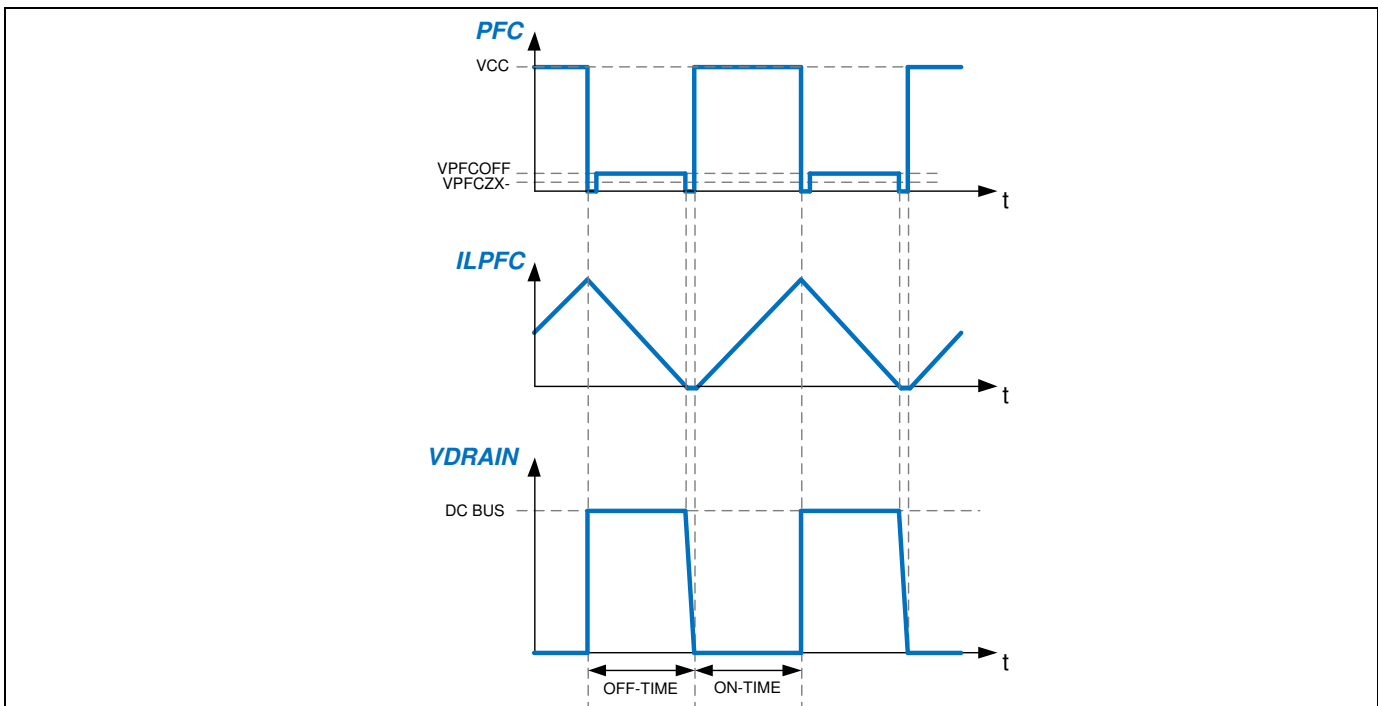 PFC
VCC
VPFCOFF
VPFCZX-
t
ILPFC
t
VDRAIN
DC BUS
t
OFF-TIME ON-TIME